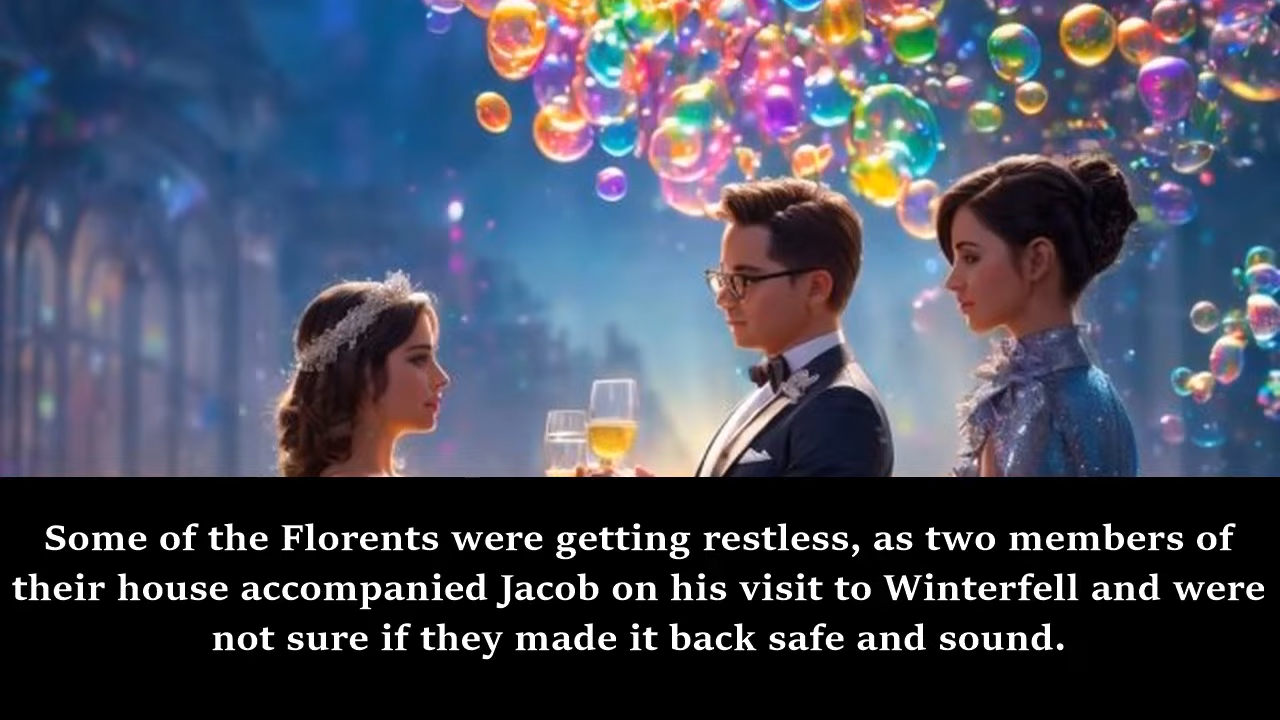 Some of the Florents were getting restless, as two members of
their house accompanied Jacob on his visit to Winterfell and were
not sure if they made it back safe and sound.